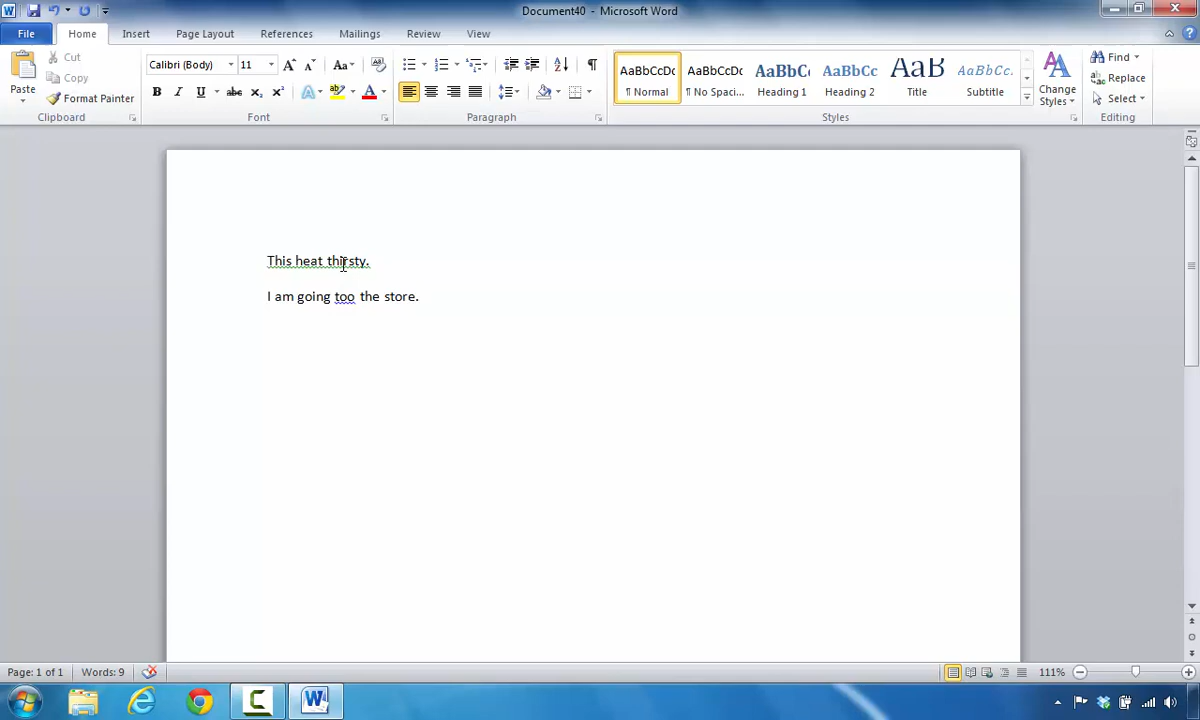 Document40 - Microsoft Word
File Home Insert Page Layout References Mailings Review View
Cut
Copy
Paste
Format Painter
Clipboard
Calibri (Body) 11
Font
Paragraph
AaBbCcDc AaBbCcDc AaBbCc AaBbCc AaB AaBbCc.
¶ Normal ¶ No Spaci... Heading 1 Heading 2 Title Subtitle
Change Styles
Styles
Find
Replace
Select
Editing
This heat thirsty.
I am going too the store.
Page: 1 of 1 Words: 9 111%